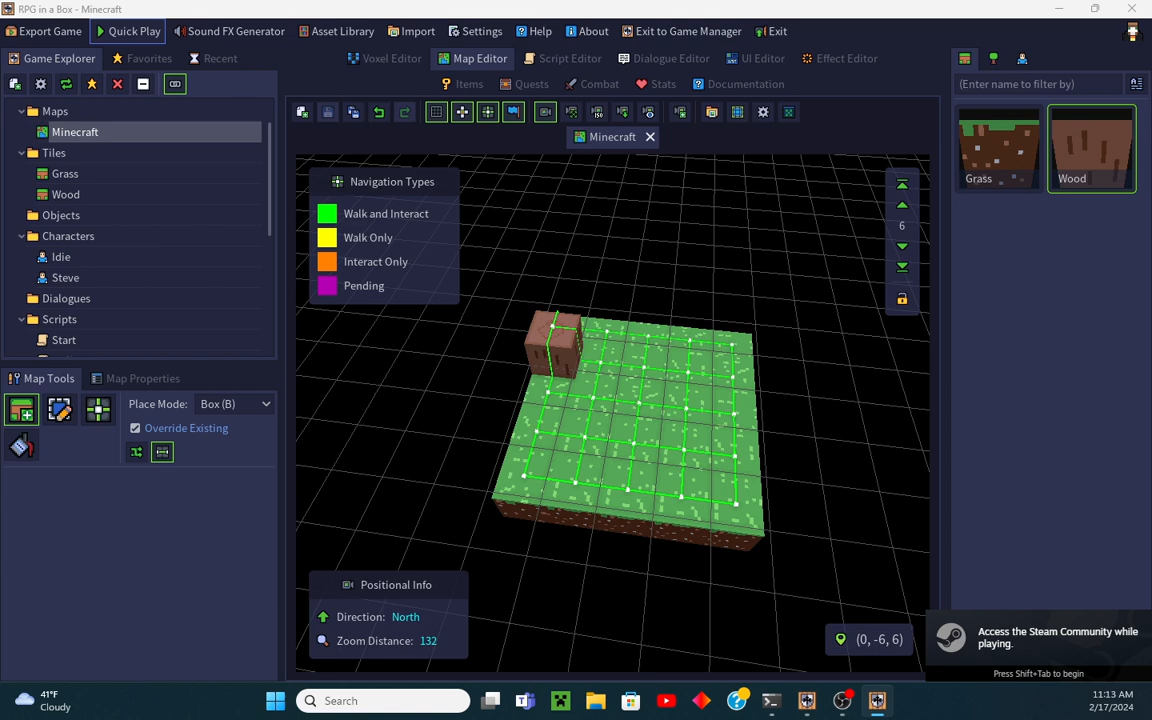 RPG in a Box - Minecraft
Export Game Quick Play Sound FX Generator Asset Library Import Settings Help About Exit to Game Manager Exit
Game Explorer Favorites Recent
Voxel Editor Map Editor Script Editor Dialogue Editor UI Editor Effect Editor
Items Quests Combat Stats Documentation
(Enter name to filter by)
Maps
Minecraft
Tiles
Grass
Wood
Objects
Characters
Idie
Steve
Dialogues
Scripts
Start
Minecraft
Navigation Types
Walk and Interact
Walk Only
Interact Only
Pending
6
Grass
Wood
Map Tools Map Properties
Place Mode: Box (B)
Override Existing
Positional Info
Direction: North
Zoom Distance: 132
(0, -6, 6)
Access the Steam Community while
playing.
Press Shift+Tab to begin
41°F
Cloudy
Search
11:13 AM
2/17/2024